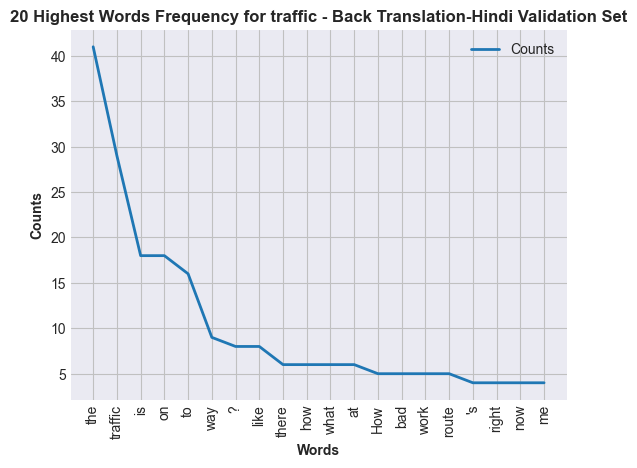 20 Highest Words Frequency for traffic - Back Translation-Hindi Validation Set
Counts
40
35
30
25
20
15
10
5
Counts
the
traffic
is
on
to
way
?
like
there
how
what
at
How
bad
work
route
's
right
now
me
Words